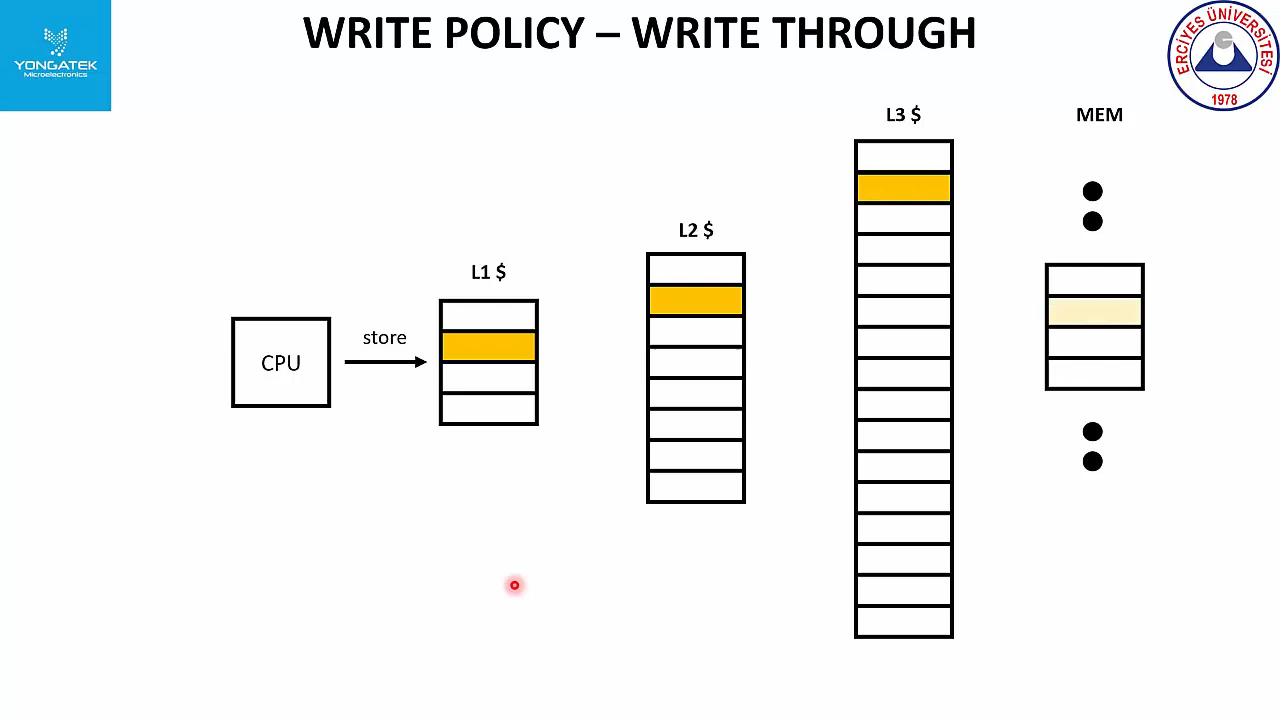 WRITE POLICY – WRITE THROUGH
YONGATEK
Microelectronics
ERCİYES ÜNİVERSİTESİ
1978
L3 $
MEM
L2 $
L1 $
store
CPU